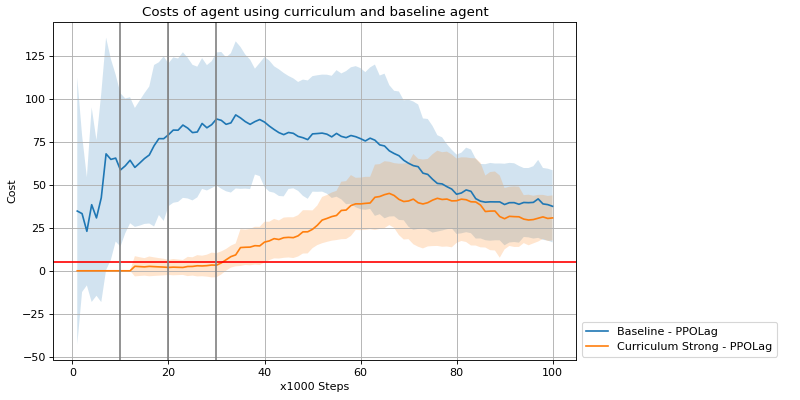 Costs of agent using curriculum and baseline agent
125
100
75
50
25
0
−25
−50
Cost
0 20 40 60 80 100
x1000 Steps
Baseline - PPOLag
Curriculum Strong - PPOLag